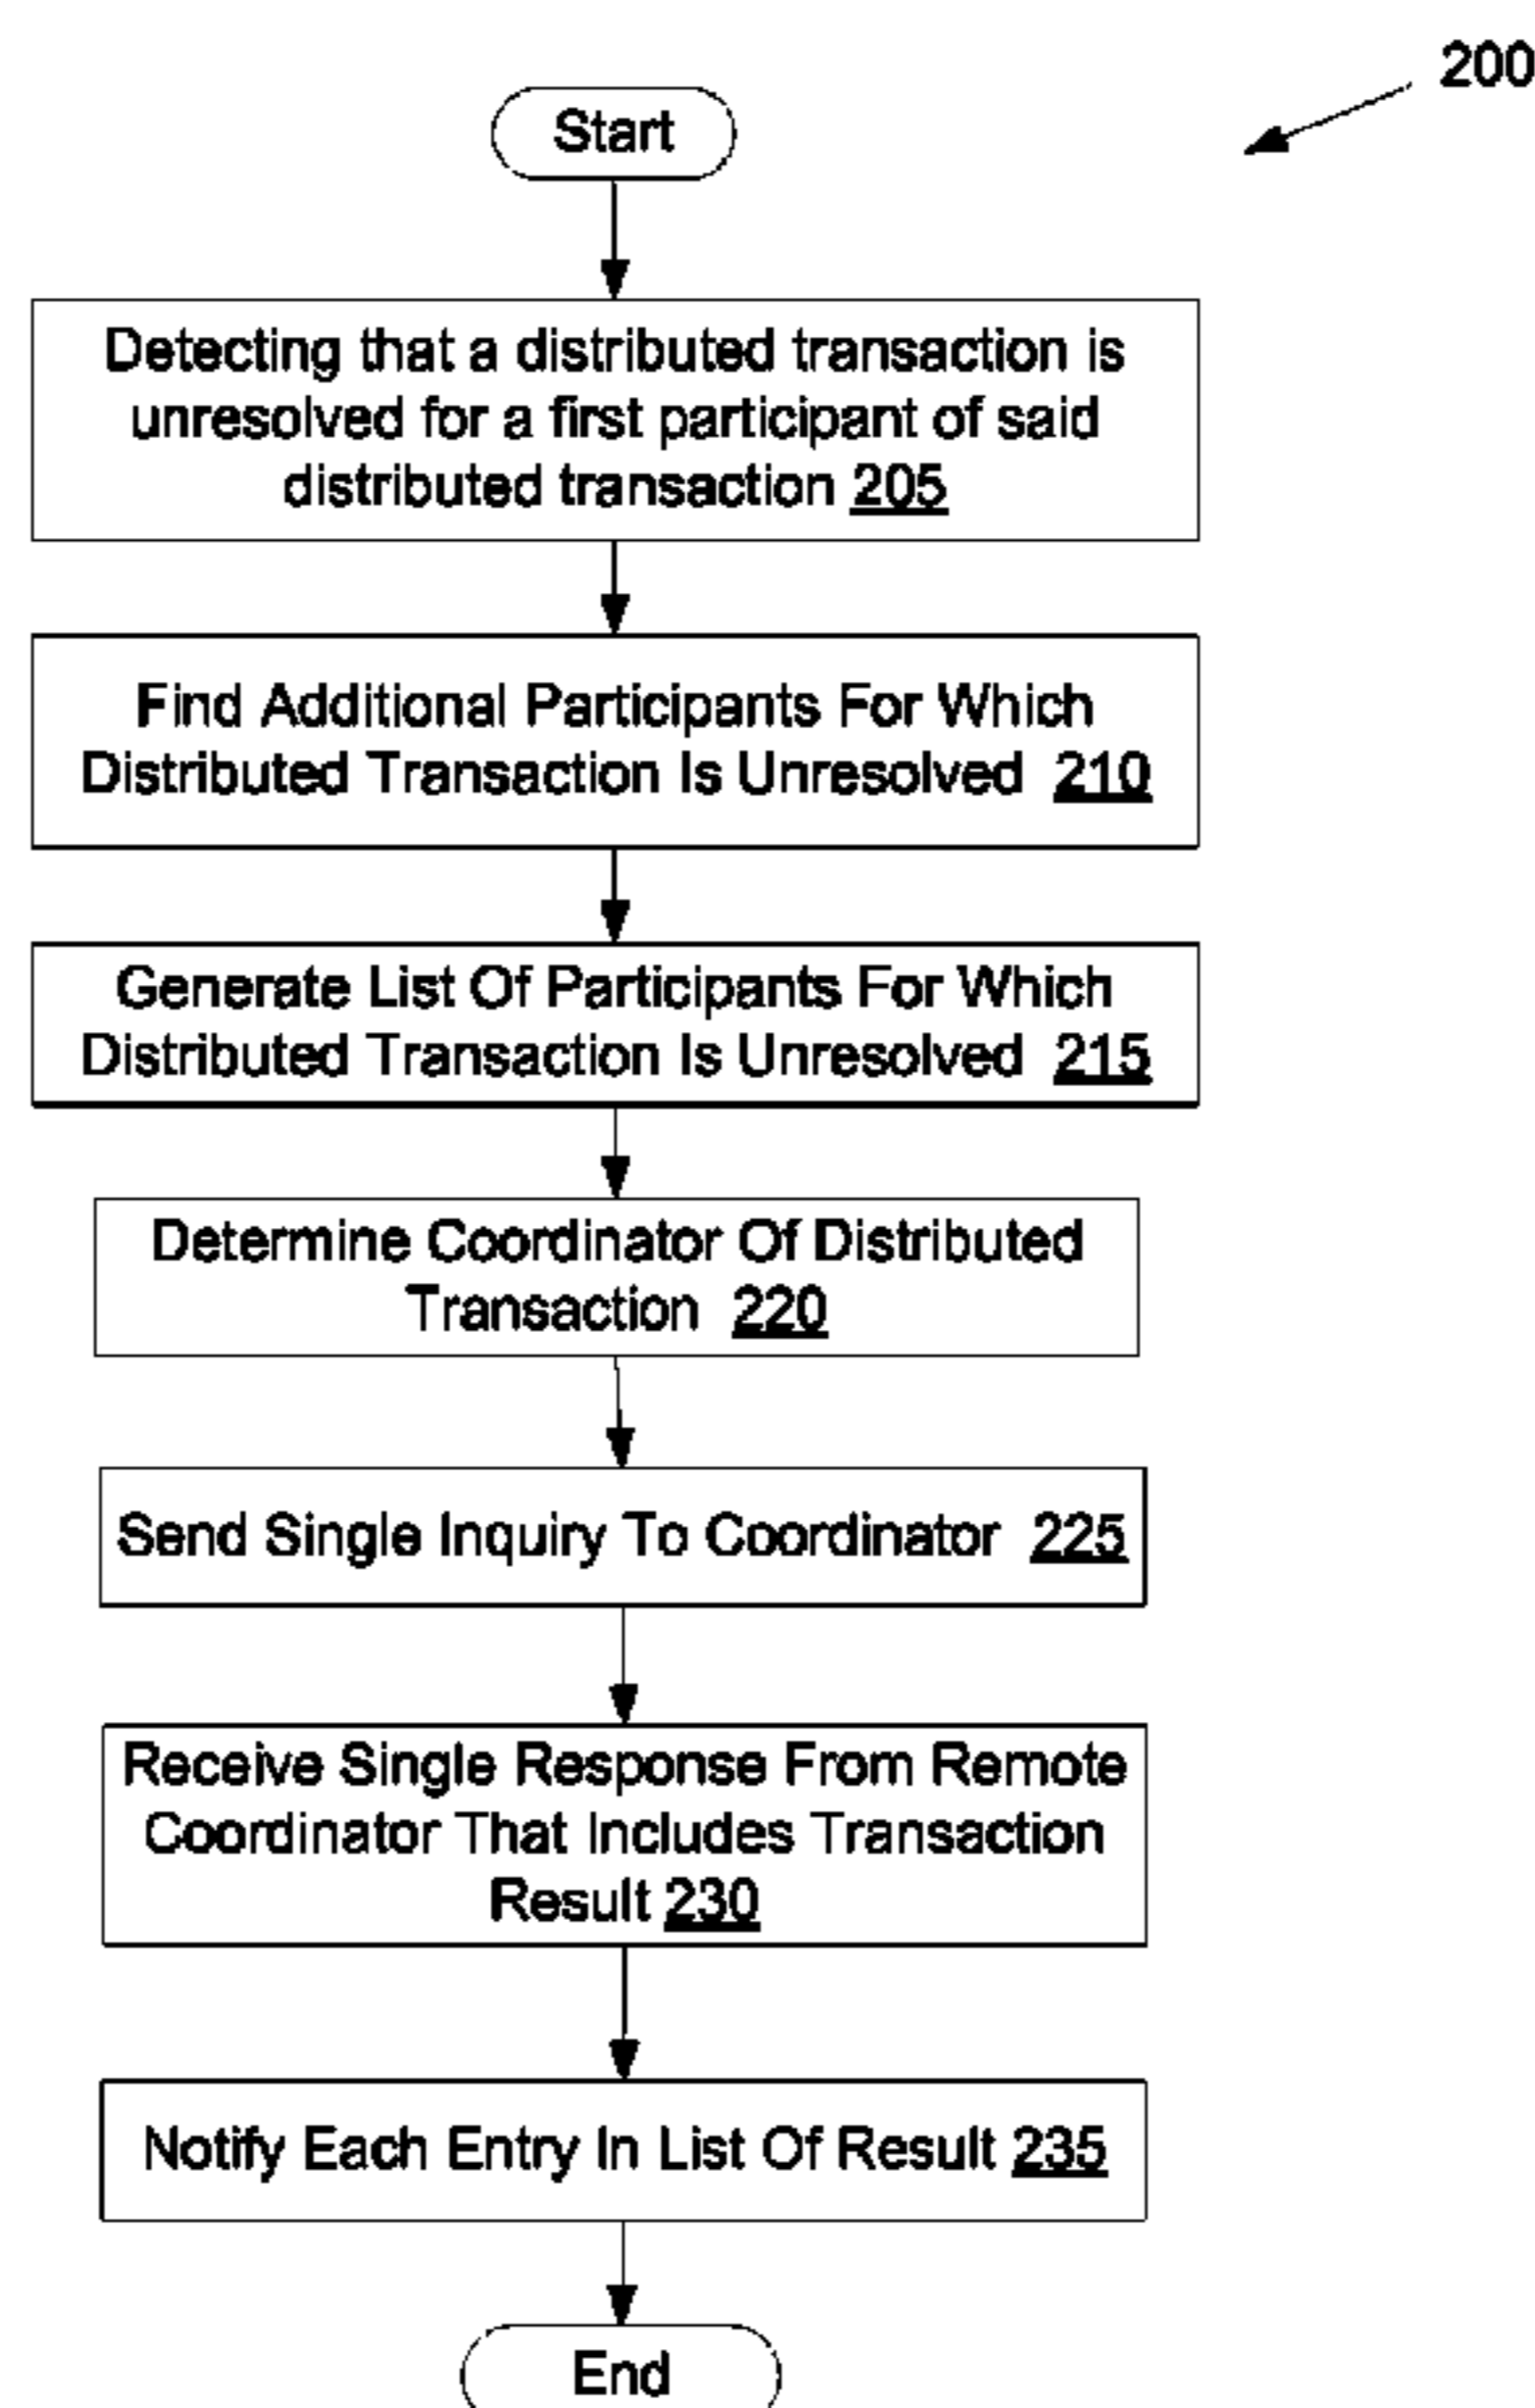 200
Start
Detecting that a distributed transaction is
unresolved for a first participant of said
distributed transaction 205
Find Additional Participants For Which
Distributed Transaction Is Unresolved 210
Generate List Of Participants For Which
Distributed Transaction Is Unresolved 215
Determine Coordinator Of Distributed
Transaction 220
Send Single Inquiry To Coordinator 225
Receive Single Response From Remote
Coordinator That Includes Transaction
Result 230
Notify Each Entry In List Of Result 235
End